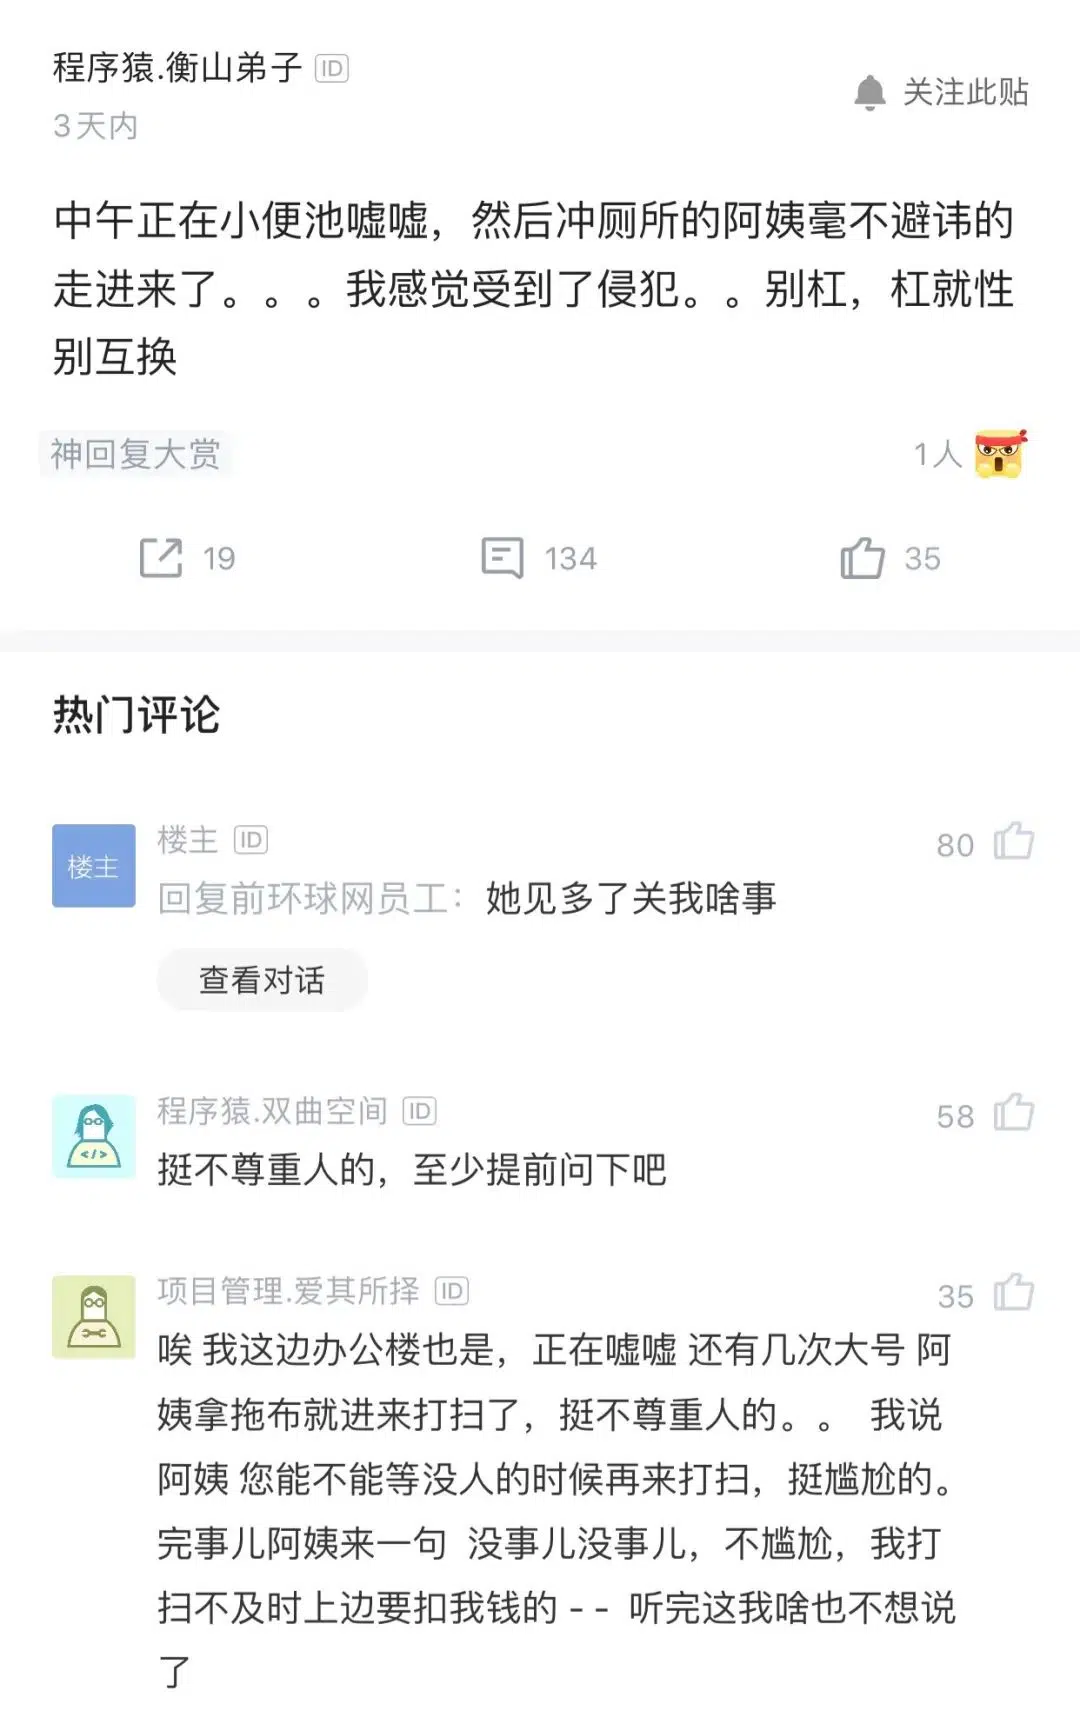 程序猿.衡山弟子 ID
3天内
关注此贴
中午正在小便池嘘嘘，然后冲厕所的阿姨毫不避讳的
走进来了。。。我感觉受到了侵犯。。别杠，杠就性
别互换
神回复大赏
1人
19
134
35
热门评论
楼主
楼主 ID
80
回复前环球网员工：她见多了关我啥事
查看对话
程序猿.双曲空间 ID
58
</>
挺不尊重人的，至少提前问下吧
项目管理.爱其所择 ID
35
唉 我这边办公楼也是，正在嘘嘘 还有几次大号 阿
姨拿拖布就进来打扫了，挺不尊重人的。。 我说
阿姨 您能不能等没人的时候再来打扫，挺尴尬的。
完事儿阿姨来一句 没事儿没事儿，不尴尬，我打
扫不及时上边要扣我钱的 - - 听完这我啥也不想说
了